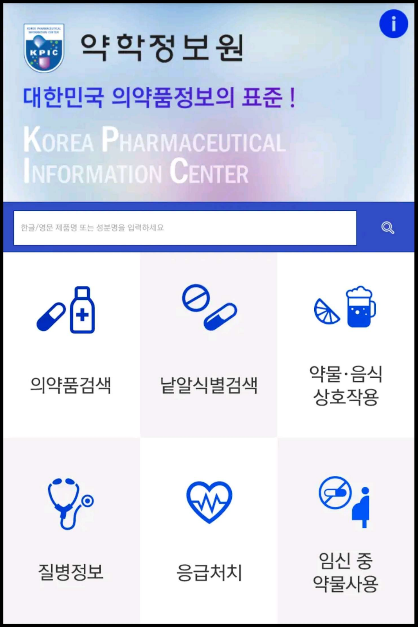 KPIC
약학정보원
i
대한민국 의약품정보의 표준 !
KOREA PHARMACEUTICAL
INFORMATION CENTER
한글/영문 제품명 또는 성분명을 입력하세요
의약품검색
낱알식별검색
약물·음식
상호작용
질병정보
응급처치
임신 중
약물사용